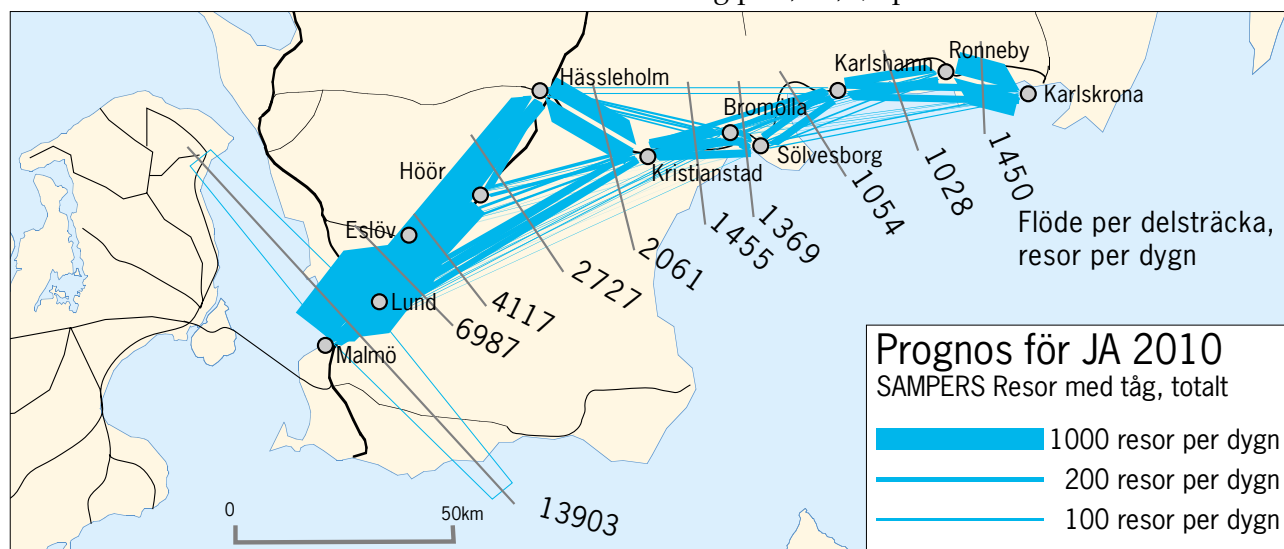 Ronneby
Karlshamn
Hässleholm
Karlskrona
Bromölla
Sölvesborg
Kristianstad
Höör
Eslöv
Lund
Malmö
1450
1028
1054
1369
1455
2061
2727
4117
6987
13903
Flöde per delsträcka,
resor per dygn
Prognos för JA 2010
SAMPERS Resor med tåg, totalt
1000 resor per dygn
200 resor per dygn
100 resor per dygn
0
50km